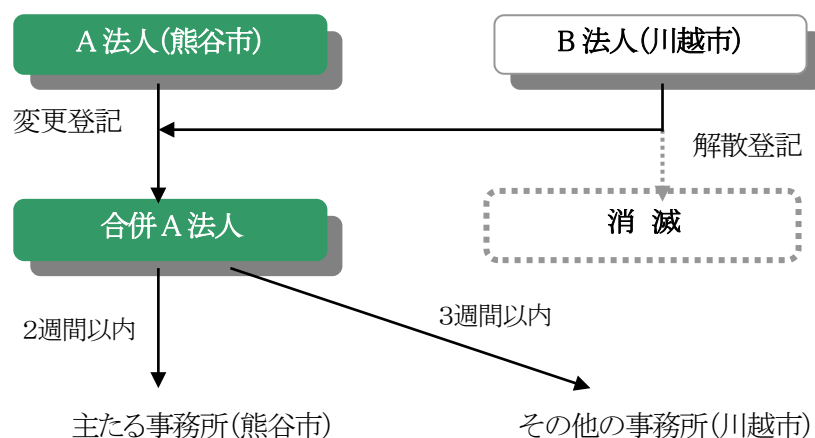 A法人(熊谷市)
B法人(川越市)
変更登記
解散登記
合併A法人
消 滅
2週間以内
3週間以内
主たる事務所(熊谷市)
その他の事務所(川越市)